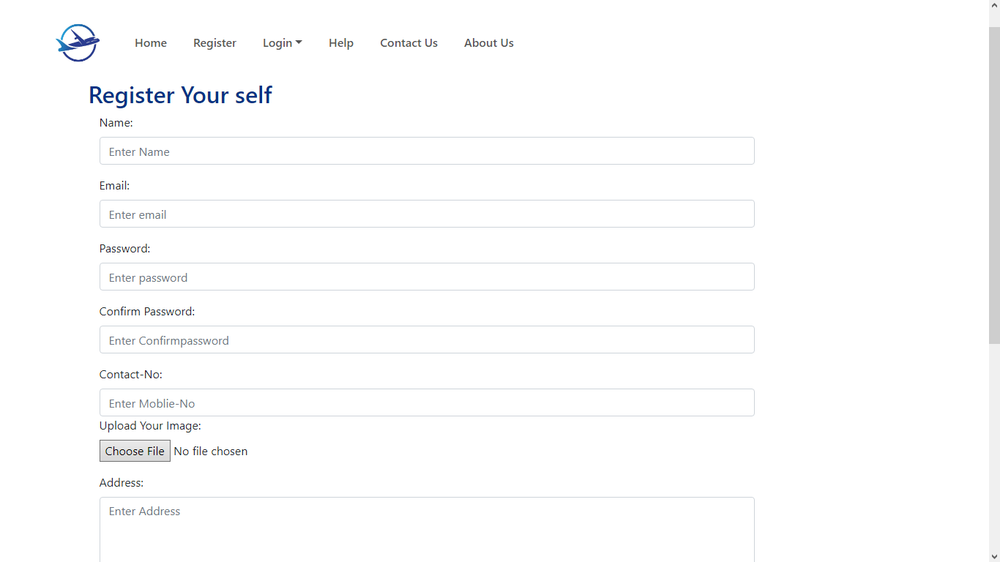 Home Register Login Help Contact Us About Us
Register Your self
Name:
Enter Name
Email:
Enter email
Password:
Enter password
Confirm Password:
Enter Confirmpassword
Contact-No:
Enter Moblie-No
Upload Your Image:
Choose File No file chosen
Address:
Enter Address